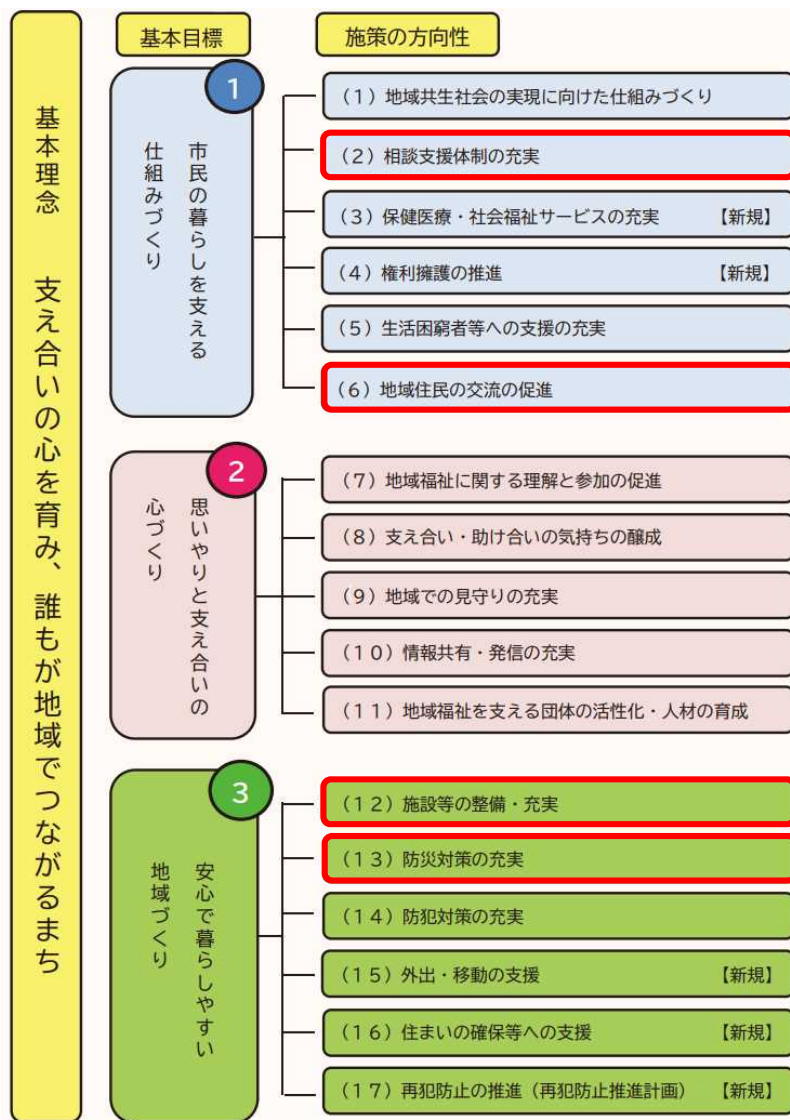 基本目標
施策の方向性
基本理念　支え合いの心を育み、誰もが地域でつながるまち
1
市民の暮らしを支える
仕組みづくり
（１）地域共生社会の実現に向けた仕組みづくり
（２）相談支援体制の充実
（３）保健医療・社会福祉サービスの充実　【新規】
（４）権利擁護の推進　【新規】
（５）生活困窮者等への支援の充実
（６）地域住民の交流の促進
2
思いやりと支え合いの
心づくり
（７）地域福祉に関する理解と参加の促進
（８）支え合い・助け合いの気持ちの醸成
（９）地域での見守りの充実
（１０）情報共有・発信の充実
（１１）地域福祉を支える団体の活性化・人材の育成
3
安心で暮らしやすい
地域づくり
（１２）施設等の整備・充実
（１３）防災対策の充実
（１４）防犯対策の充実
（１５）外出・移動の支援　【新規】
（１６）住まいの確保等への支援　【新規】
（１７）再犯防止の推進（再犯防止推進計画）　【新規】